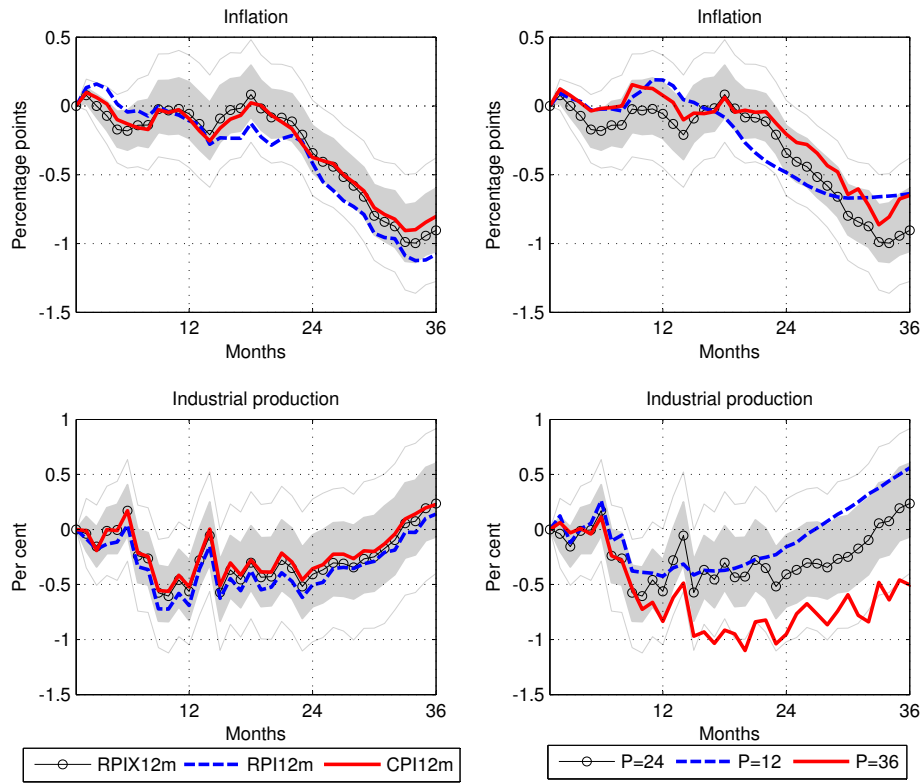 Inflation
Inflation
0.5
0
-0.5
-1
-1.5
Percentage points
12
24
36
Months
0.5
0
-0.5
-1
-1.5
Percentage points
12
24
36
Months
Industrial production
Industrial production
1
0.5
0
-0.5
-1
-1.5
Per cent
12
24
36
Months
1
0.5
0
-0.5
-1
-1.5
Per cent
12
24
36
Months
RPIX12m RPI12m CPI12m
P=24 P=12 P=36